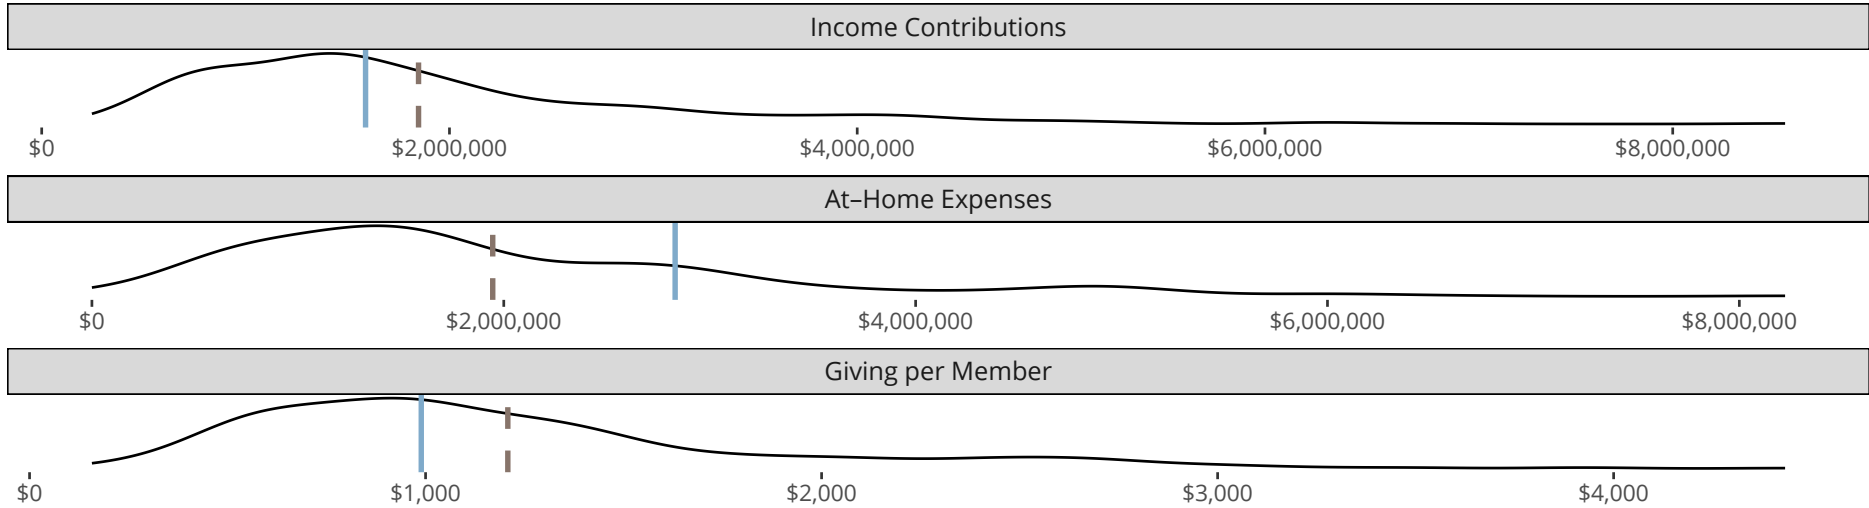 Income Contributions
$0 $2,000,000 $4,000,000 $6,000,000 $8,000,000
At–Home Expenses
$0 $2,000,000 $4,000,000 $6,000,000 $8,000,000
Giving per Member
$0 $1,000 $2,000 $3,000 $4,000